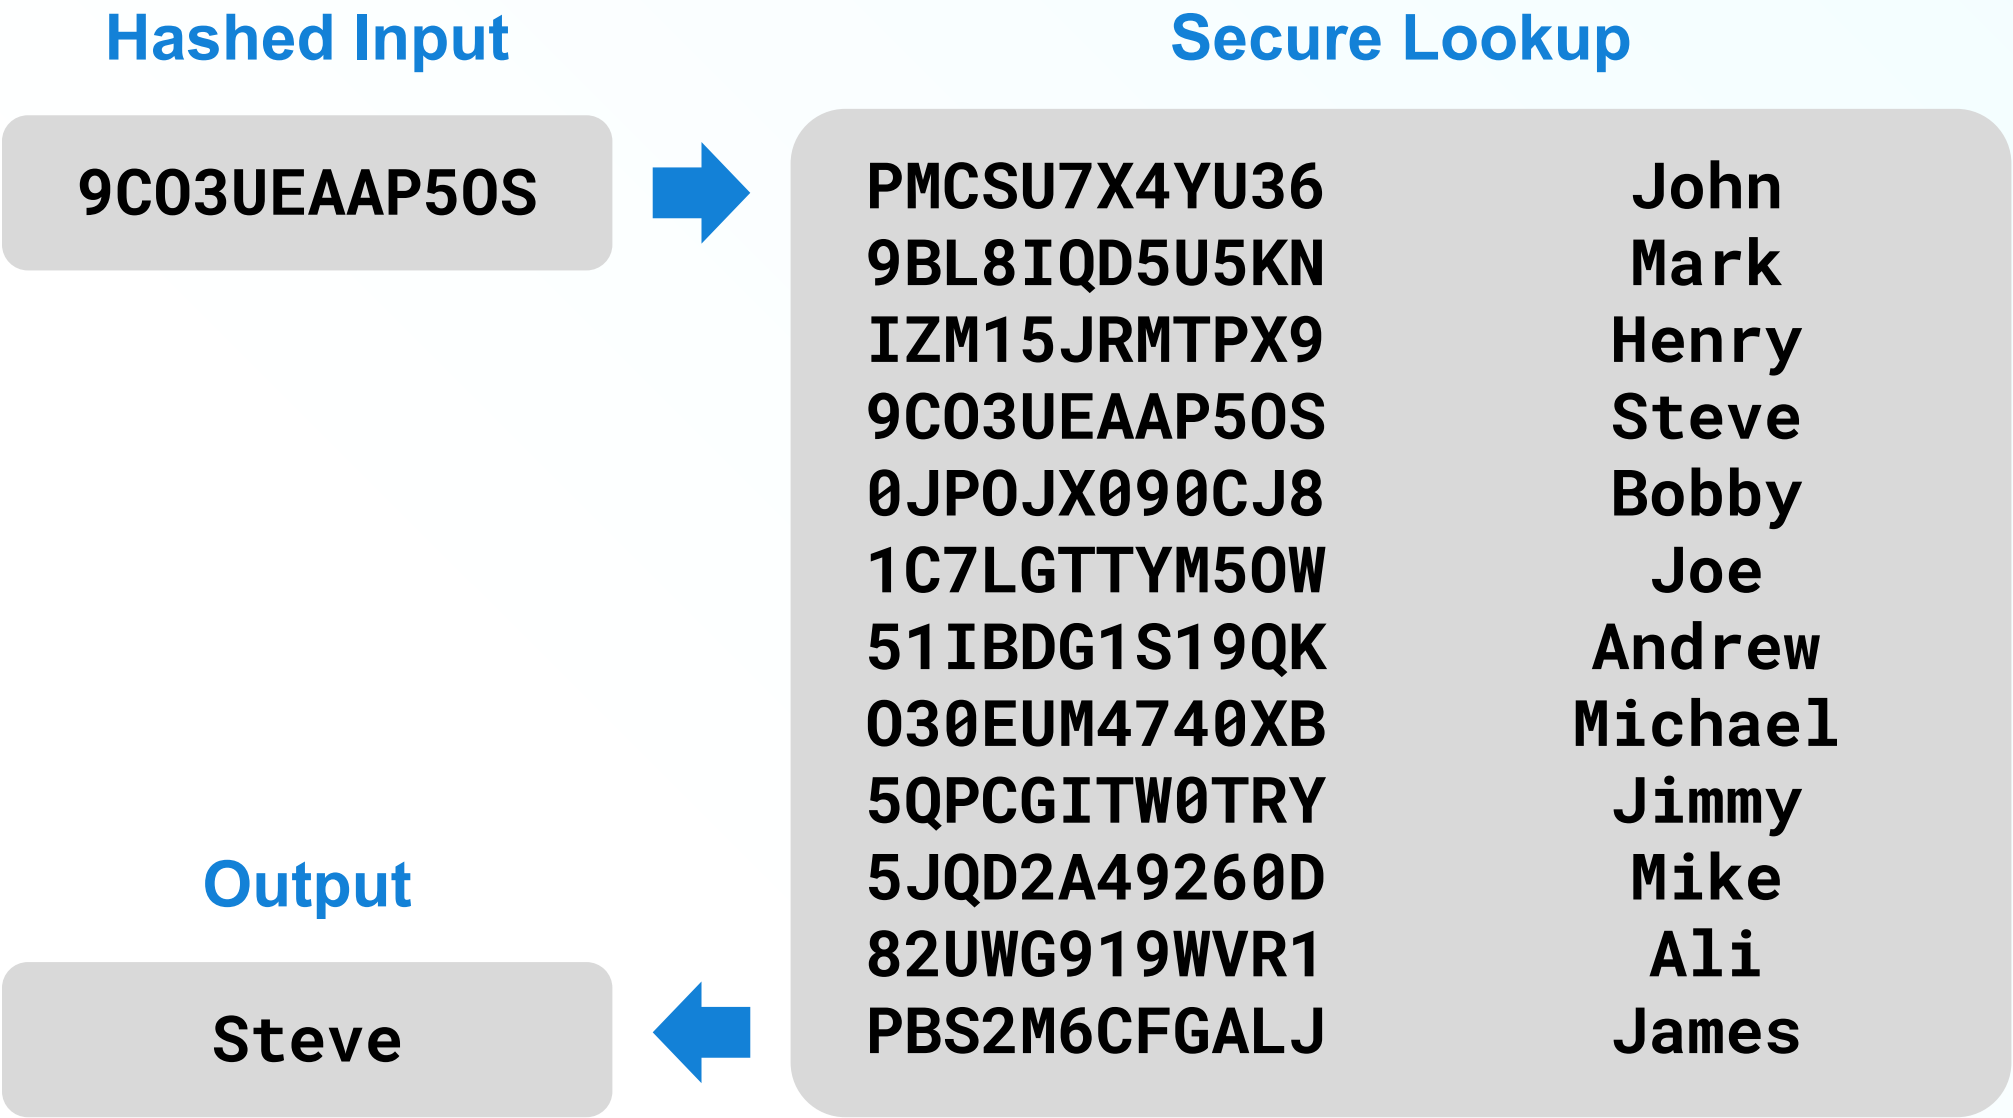 Hashed Input
9CO3UEAAP5OS
Secure Lookup
PMCSU7X4YU36 John
9BL8IQD5U5KN Mark
IZM15JRMTPX9 Henry
9CO3UEAAP5OS Steve
0JPOJX090CJ8 Bobby
1C7LGTTYM5OW Joe
51IBDG1S19QK Andrew
O30EUM4740XB Michael
5QPCGITW0TRY Jimmy
5JQD2A49260D Mike
82UWG919WVR1 Ali
PBS2M6CFGALJ James
Output
Steve